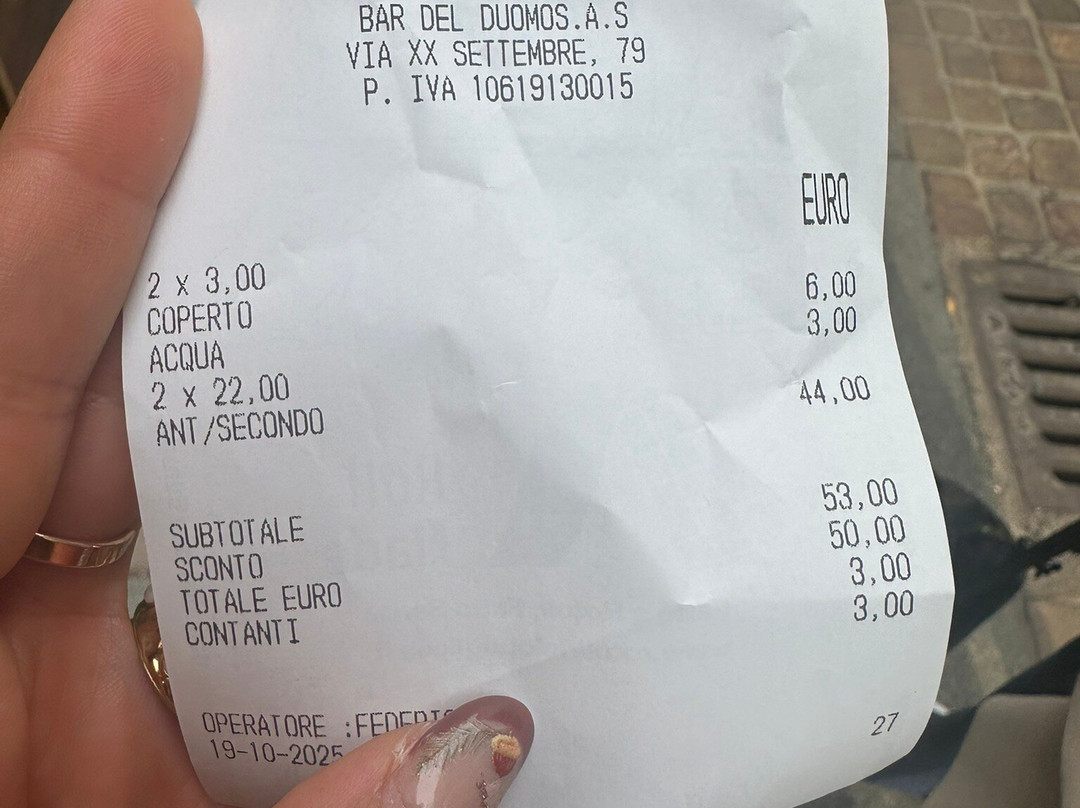 BAR DEL DUOMOS.A.S
VIA XX SETTEMBRE, 79
P. IVA 10619130015
EURO
2 x 3,00 6,00
COPERTO 3,00
ACQUA
2 x 22,00 44,00
ANT/SECONDO
SUBTOTALE 53,00
SCONTO 50,00
TOTALE EURO 3,00
CONTANTI 3,00
OPERATORE
19-10-2025 27